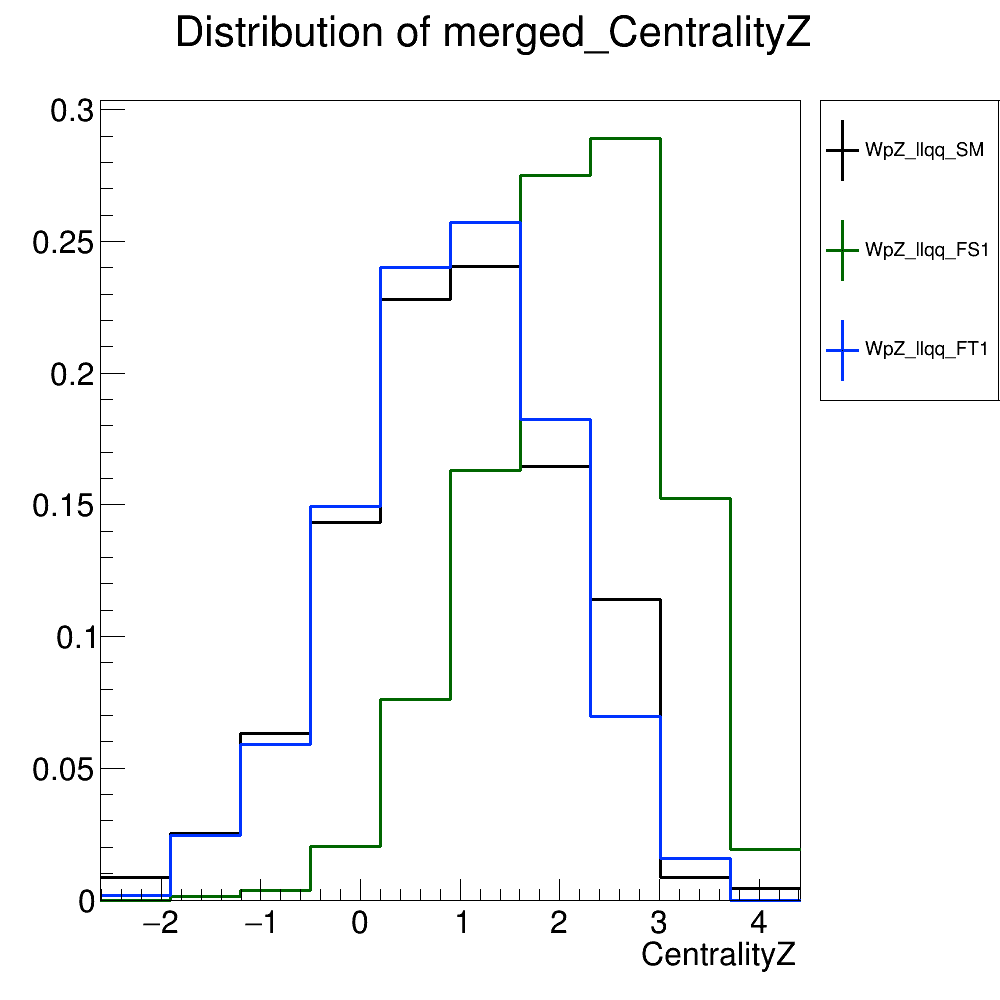 Distribution of merged_CentralityZ
0.3
0.25
0.2
0.15
0.1
0.05
0
−2 −1 0 1 2 3 4
CentralityZ
WpZ_llqq_SM
WpZ_llqq_FS1
WpZ_llqq_FT1